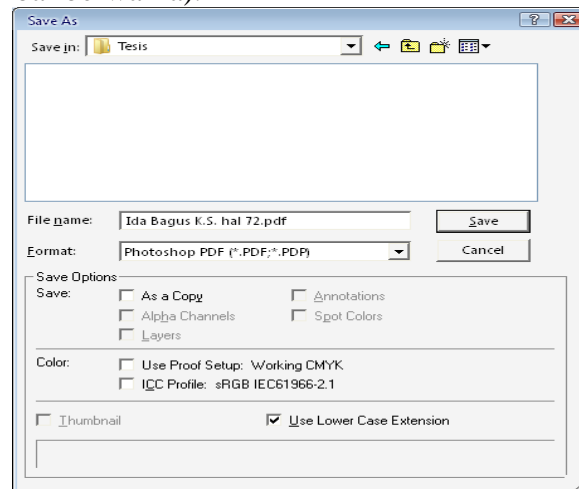 Save As
Save in: Tesis
File name: Ida Bagus K.S. hal 72.pdf Save
Format: Photoshop PDF (*.PDF;*.PDP) Cancel
Save Options
Save: As a Copy Annotations
Alpha Channels Spot Colors
Layers
Color: Use Proof Setup: Working CMYK
ICC Profile: sRGB IEC61966-2.1
Thumbnail Use Lower Case Extension